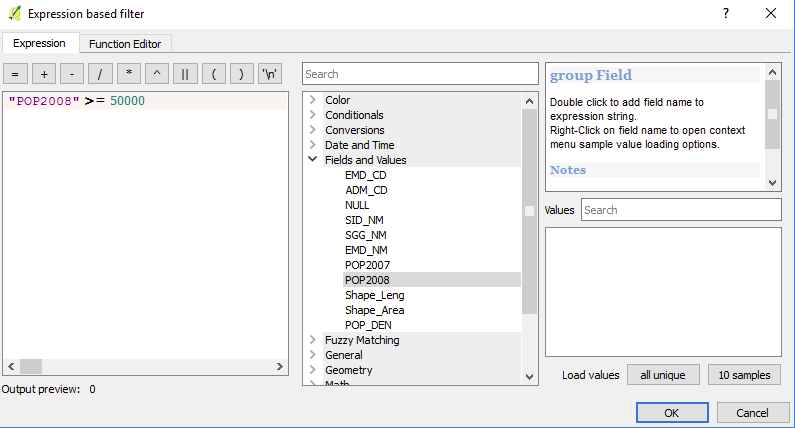 Expression based filter
?
Expression
Function Editor
= + - / * ^ || ( ) '\n'
"POP2008" >= 50000
Output preview: 0
Search
Color
Conditionals
Conversions
Date and Time
Fields and Values
EMD_CD
ADM_CD
NULL
SID_NM
SGG_NM
EMD_NM
POP2007
POP2008
Shape_Leng
Shape_Area
POP_DEN
Fuzzy Matching
General
Geometry
Math
group Field
Double click to add field name to
expression string.
Right-Click on field name to open context
menu sample value loading options.
Notes
Values Search
Load values all unique 10 samples
OK Cancel